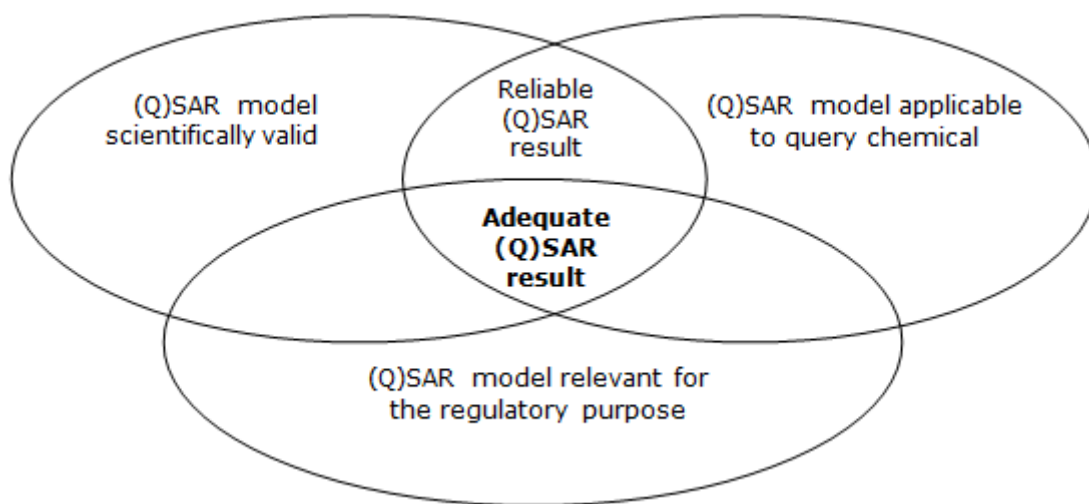 (Q)SAR model
scientifically valid
Reliable
(Q)SAR
result
(Q)SAR model applicable
to query chemical
Adequate
(Q)SAR
result
(Q)SAR model relevant for
the regulatory purpose